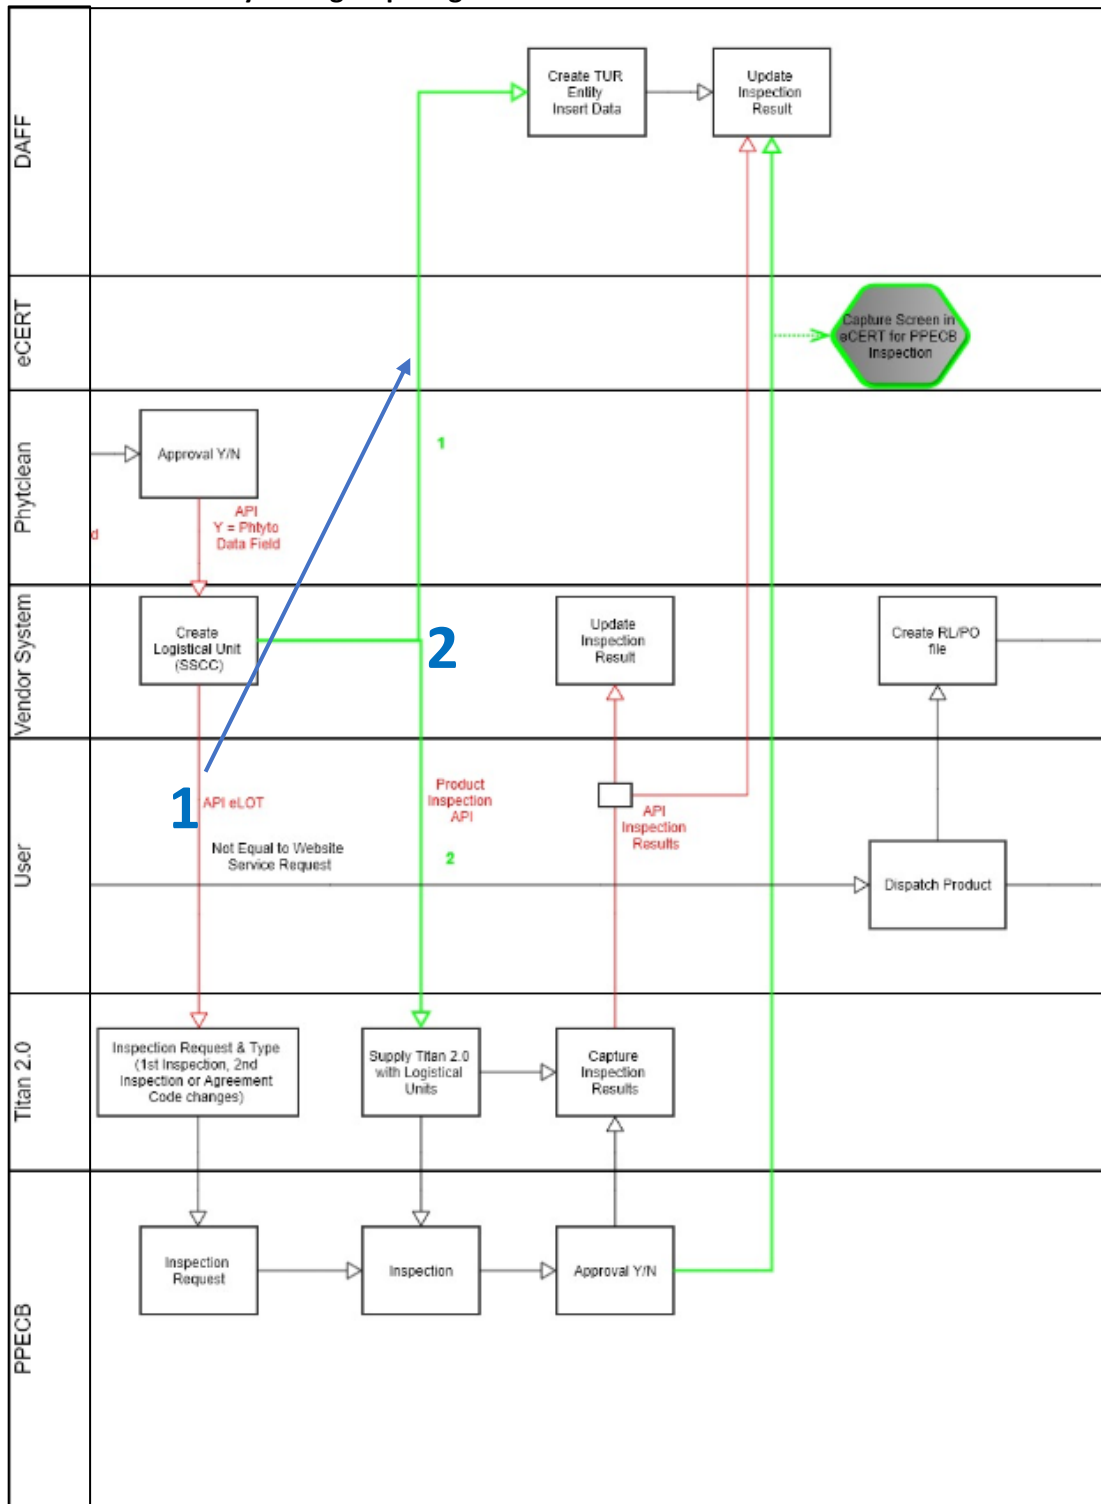 DAFF
Create TUR
Entity
Insert Data
Update
Inspection
Result
eCERT
Capture Screen in
eCERT for PPECB
Inspection
Phytclean
Approval Y/N
1
API
Y = Phtyto
Data Field
d
Vendor System
Create
Logistical Unit
(SSCC)
2
Update
Inspection
Result
Create RL/PO
file
User
1
API eLOT
Product
Inspection
API
API
Inspection
Results
Not Equal to Website
Service Request
2
Dispatch Product
Titan 2.0
Inspection Request & Type
(1st Inspection, 2nd
Inspection or Agreement
Code changes)
Supply Titan 2.0
with Logistical
Units
Capture
Inspection
Results
PPECB
Inspection
Request
Inspection
Approval Y/N